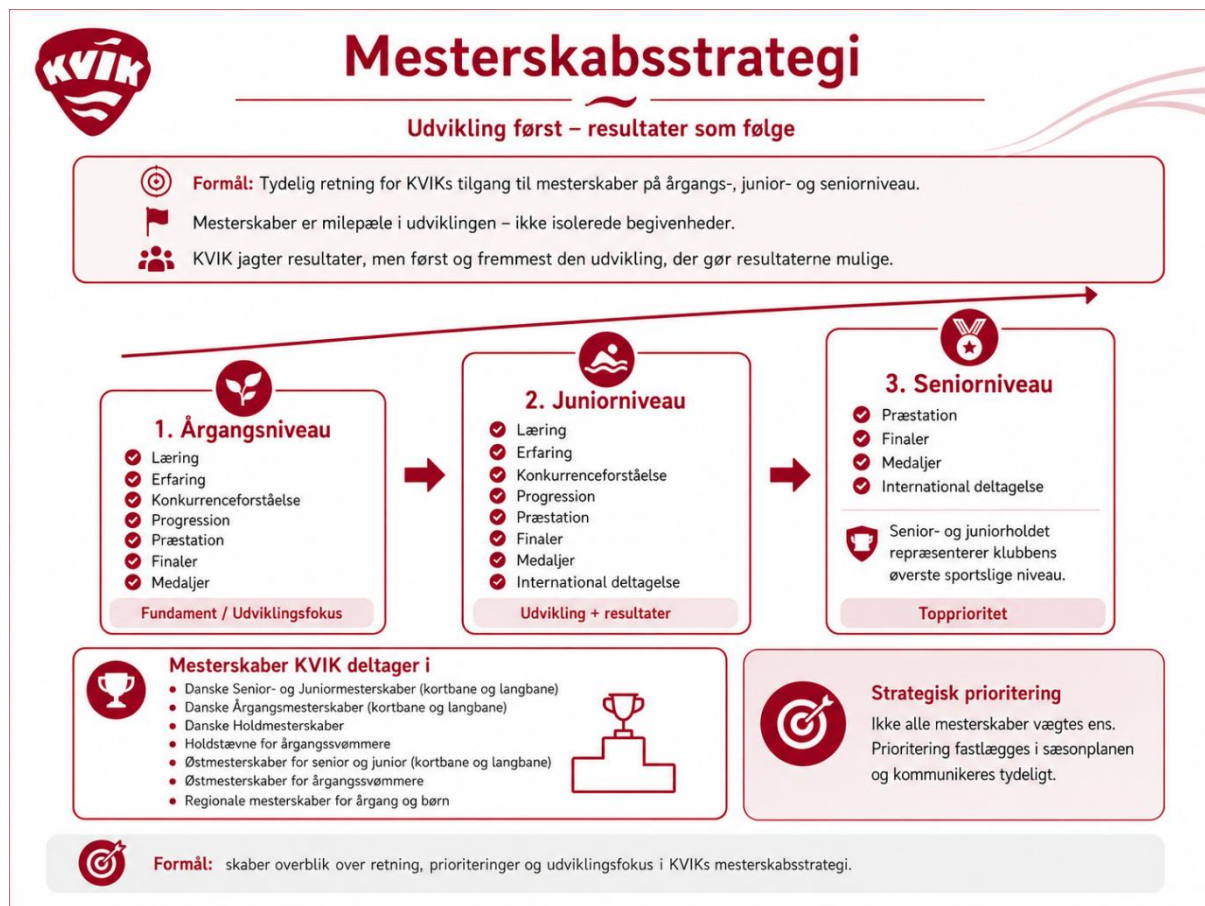 KVIK
Mesterskabsstrategi
Udvikling først – resultater som følge
Formål: Tydelig retning for KVIKs tilgang til mesterskaber på årgangs-, junior- og seniorniveau.
Mesterskaber er milepæle i udviklingen – ikke isolerede begivenheder.
KVIK jagter resultater, men først og fremmest den udvikling, der gør resultaterne mulige.
1. Årgangsniveau
Læring
Erfaring
Konkurrenceforståelse
Progression
Præstation
Finaler
Medaljer
Fundament / Udviklingsfokus
2. Juniorniveau
Læring
Erfaring
Konkurrenceforståelse
Progression
Præstation
Finaler
Medaljer
International deltagelse
Udvikling + resultater
3. Seniorniveau
Præstation
Finaler
Medaljer
International deltagelse
Senior- og juniorholdet
repræsenterer klubbens
øverste sportslige niveau.
Topprioritet
Mesterskaber KVIK deltager i
Danske Senior- og Juniormesterskaber (kortbane og langbane)
Danske Årgangsmesterskaber (kortbane og langbane)
Danske Holdmesterskaber
Holdstævne for årgangssvømmere
Østmesterskaber for senior og junior (kortbane og langbane)
Østmesterskaber for årgangssvømmere
Regionale mesterskaber for årgang og børn
Strategisk prioritering
Ikke alle mesterskaber vægtes ens.
Prioritering fastlægges i sæsonplanen
og kommunikeres tydeligt.
Formål: skaber overblik over retning, prioriteringer og udviklingsfokus i KVIKs mesterskabsstrategi.